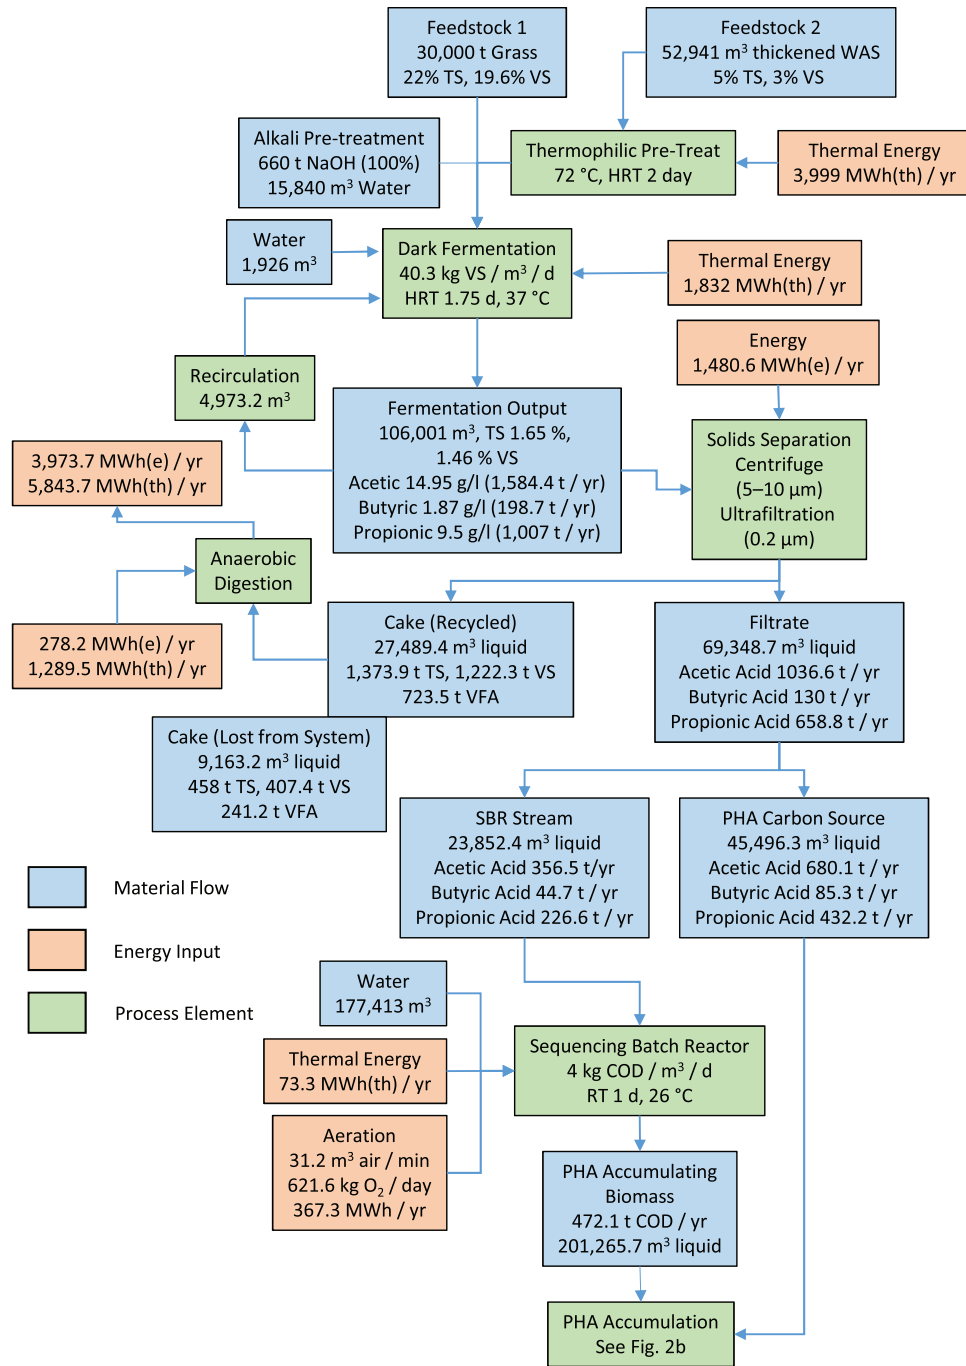 Feedstock 1
30,000 t Grass
22% TS, 19.6% VS
Feedstock 2
52,941 m³ thickened WAS
5% TS, 3% VS
Alkali Pre-treatment
660 t NaOH (100%)
15,840 m³ Water
Thermophilic Pre-Treat
72 °C, HRT 2 day
Thermal Energy
3,999 MWh(th) / yr
Water
1,926 m³
Dark Fermentation
40.3 kg VS / m³ / d
HRT 1.75 d, 37 °C
Thermal Energy
1,832 MWh(th) / yr
Energy
1,480.6 MWh(e) / yr
Recirculation
4,973.2 m³
Fermentation Output
106,001 m³, TS 1.65 %,
1.46 % VS
Acetic 14.95 g/l (1,584.4 t / yr)
Butyric 1.87 g/l (198.7 t / yr)
Propionic 9.5 g/l (1,007 t / yr)
Solids Separation
Centrifuge
(5–10 µm)
Ultrafiltration
(0.2 µm)
3,973.7 MWh(e) / yr
5,843.7 MWh(th) / yr
Anaerobic
Digestion
278.2 MWh(e) / yr
1,289.5 MWh(th) / yr
Cake (Recycled)
27,489.4 m³ liquid
1,373.9 t TS, 1,222.3 t VS
723.5 t VFA
Filtrate
69,348.7 m³ liquid
Acetic Acid 1036.6 t / yr
Butyric Acid 130 t / yr
Propionic Acid 658.8 t / yr
Cake (Lost from System)
9,163.2 m³ liquid
458 t TS, 407.4 t VS
241.2 t VFA
SBR Stream
23,852.4 m³ liquid
Acetic Acid 356.5 t/yr
Butyric Acid 44.7 t / yr
Propionic Acid 226.6 t / yr
PHA Carbon Source
45,496.3 m³ liquid
Acetic Acid 680.1 t / yr
Butyric Acid 85.3 t / yr
Propionic Acid 432.2 t / yr
Material Flow
Energy Input
Process Element
Water
177,413 m³
Thermal Energy
73.3 MWh(th) / yr
Aeration
31.2 m³ air / min
621.6 kg O₂ / day
367.3 MWh / yr
Sequencing Batch Reactor
4 kg COD / m³ / d
RT 1 d, 26 °C
PHA Accumulating
Biomass
472.1 t COD / yr
201,265.7 m³ liquid
PHA Accumulation
See Fig. 2b